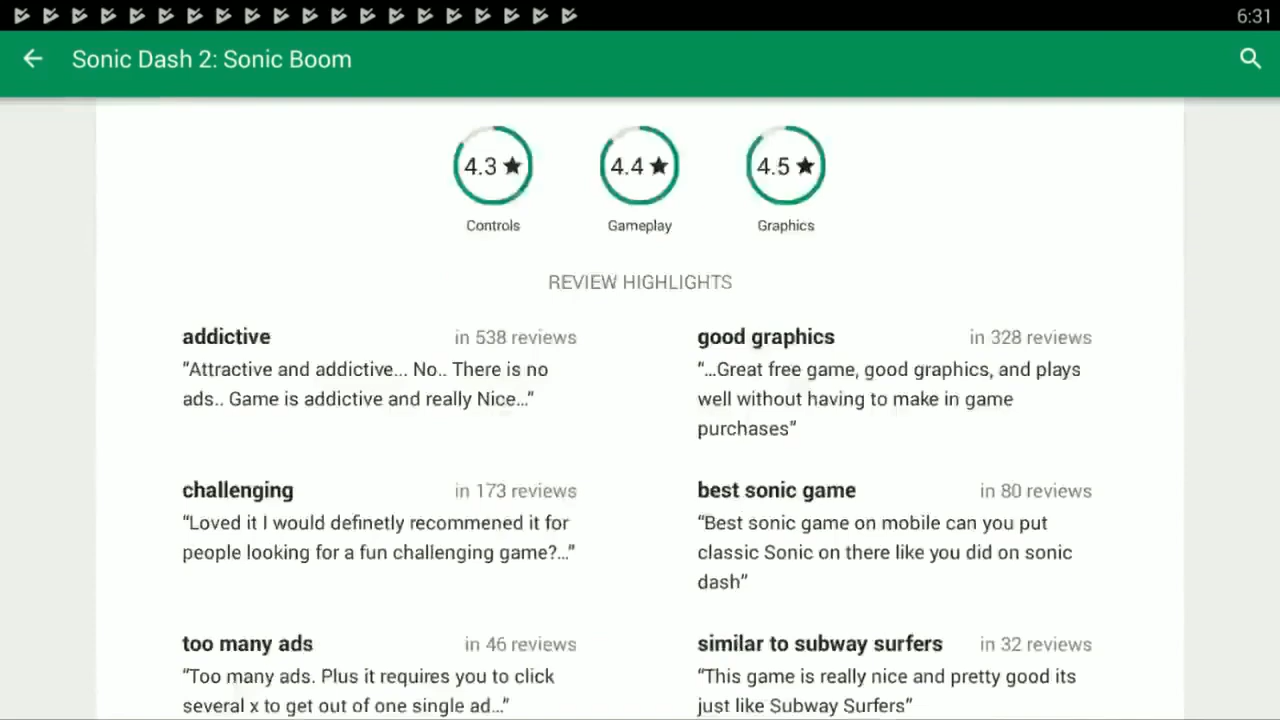 6:31
Sonic Dash 2: Sonic Boom
4.3 ★
4.4 ★
4.5 ★
Controls
Gameplay
Graphics
REVIEW HIGHLIGHTS
addictive
in 538 reviews
“Attractive and addictive... No.. There is no
ads.. Game is addictive and really Nice...”
good graphics
in 328 reviews
“...Great free game, good graphics, and plays
well without having to make in game
purchases”
challenging
in 173 reviews
“Loved it I would definetly recommened it for
people looking for a fun challenging game?...”
best sonic game
in 80 reviews
“Best sonic game on mobile can you put
classic Sonic on there like you did on sonic
dash”
too many ads
in 46 reviews
“Too many ads. Plus it requires you to click
several x to get out of one single ad...”
similar to subway surfers
in 32 reviews
“This game is really nice and pretty good its
just like Subway Surfers”